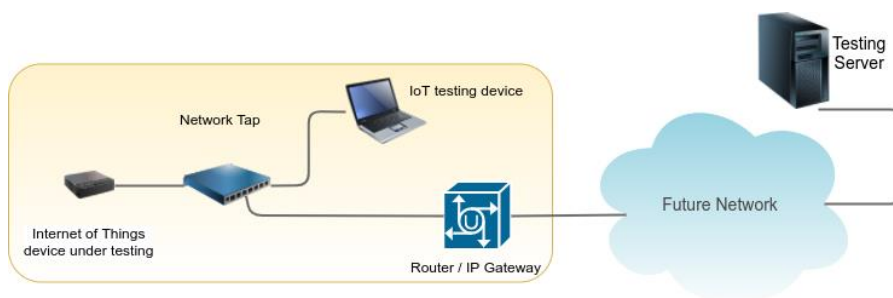 Testing
Server
IoT testing device
Network Tap
Future Network
Internet of Things
device under testing
Router / IP Gateway
U